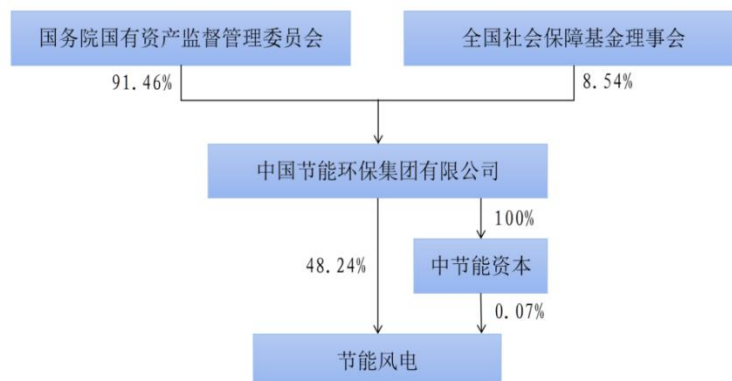 国务院国有资产监督管理委员会
全国社会保障基金理事会
91.46%
8.54%
中国节能环保集团有限公司
100%
48.24%
中节能资本
0.07%
节能风电